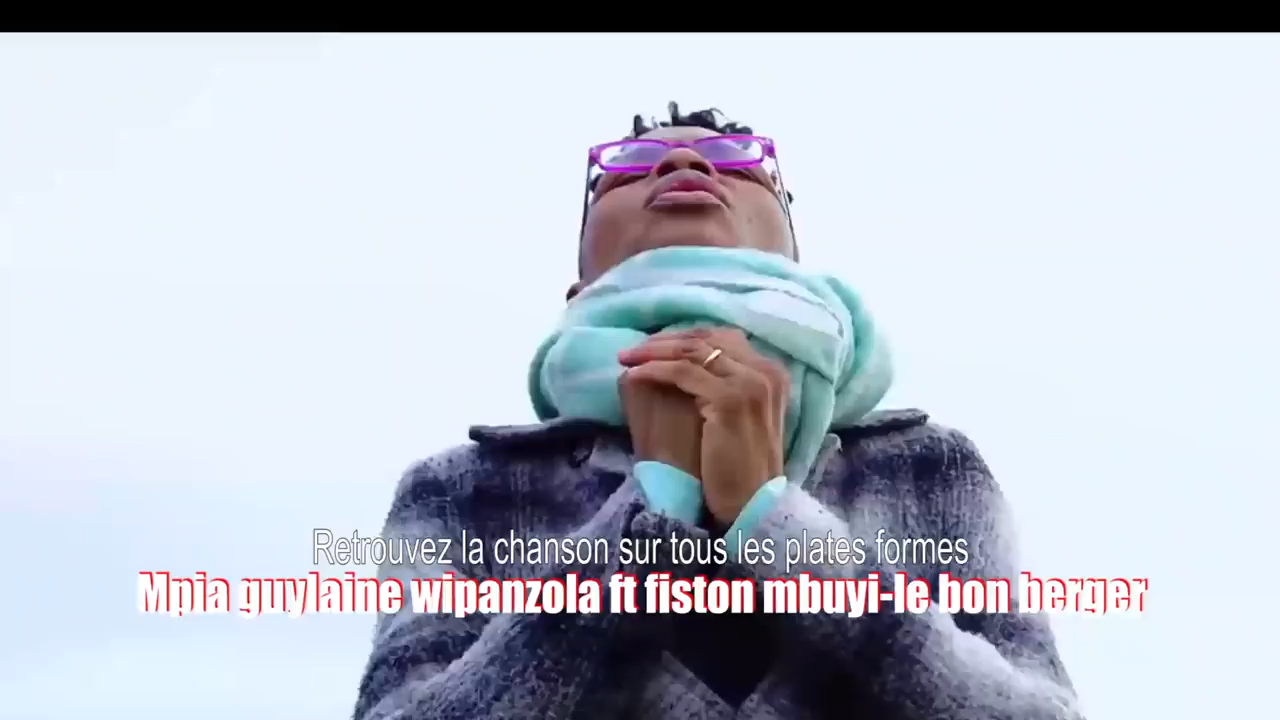 Retrouvez la chanson sur tous les plates formes
Mpia guylaine wipanzola ft fiston mbuyi-le bon berger